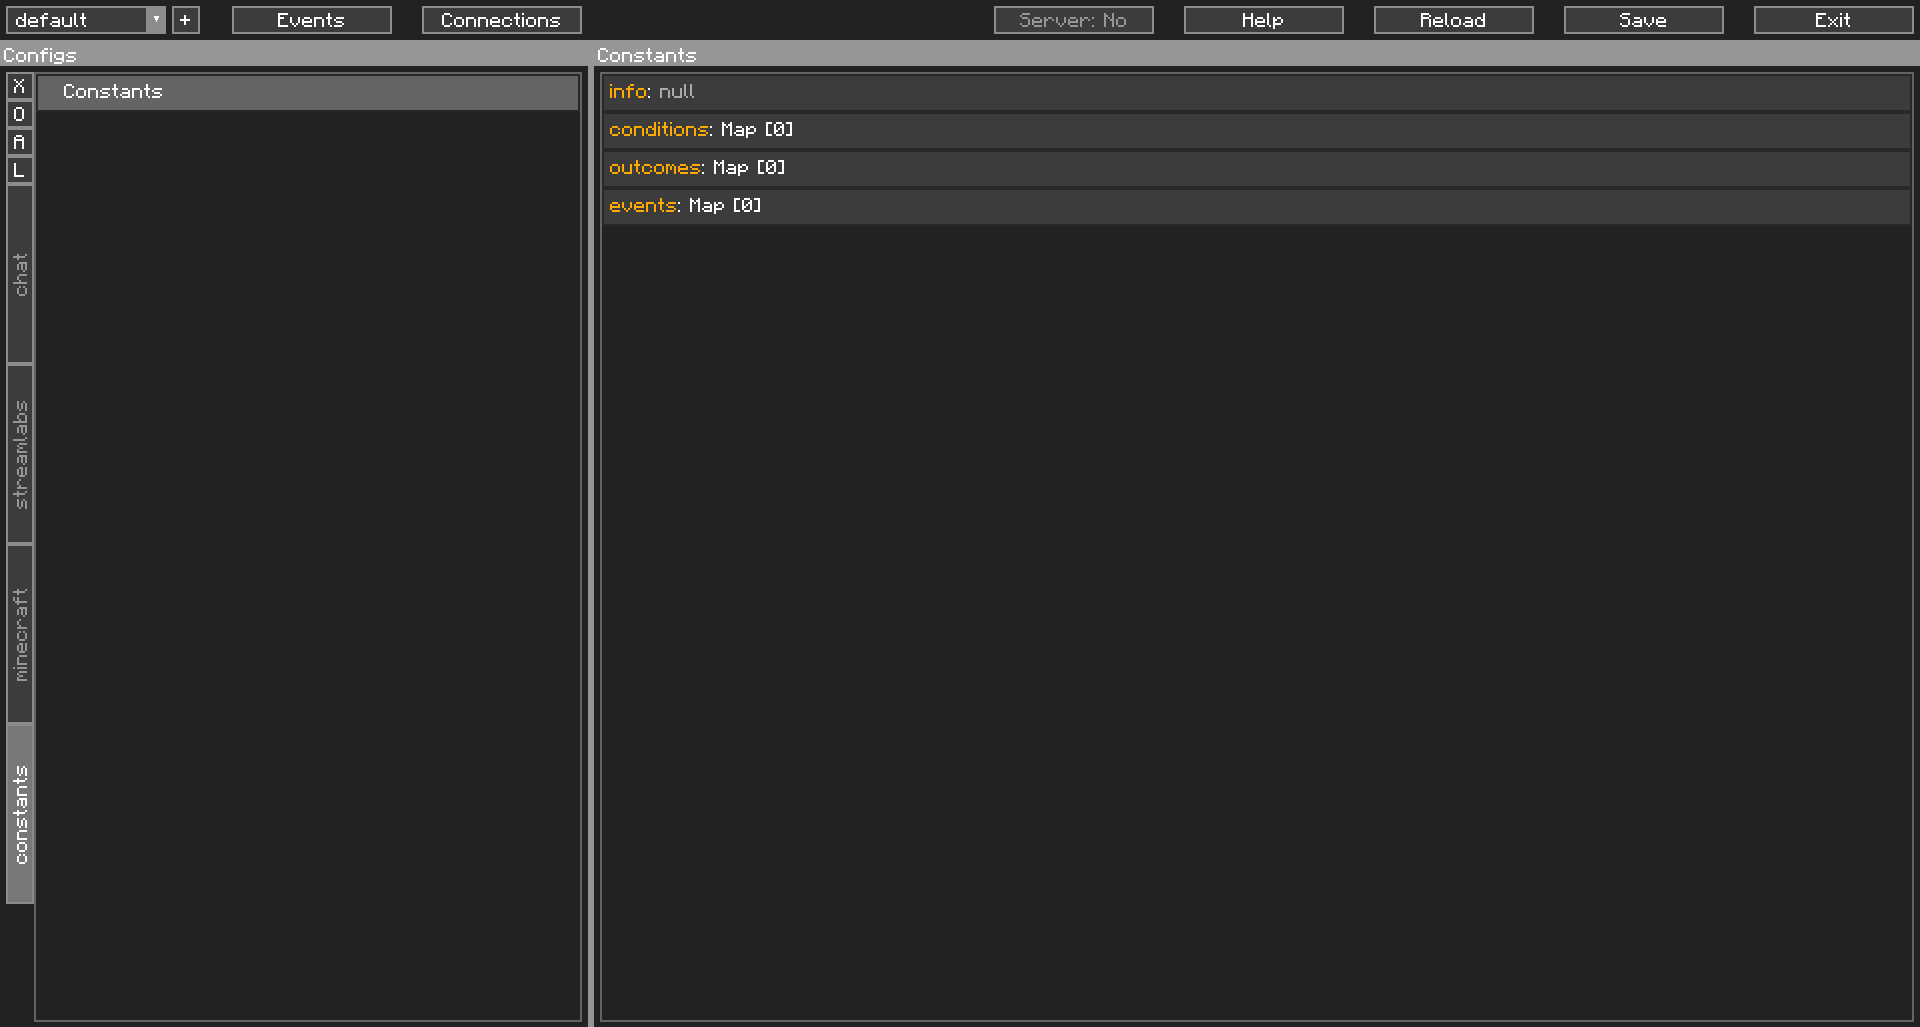 default ▼ + Events Connections Server: No Help Reload Save Exit
Configs
Constants
X
O
A
L
chat
streamlabs
minecraft
constants
Constants
info: null
conditions: Map [0]
outcomes: Map [0]
events: Map [0]